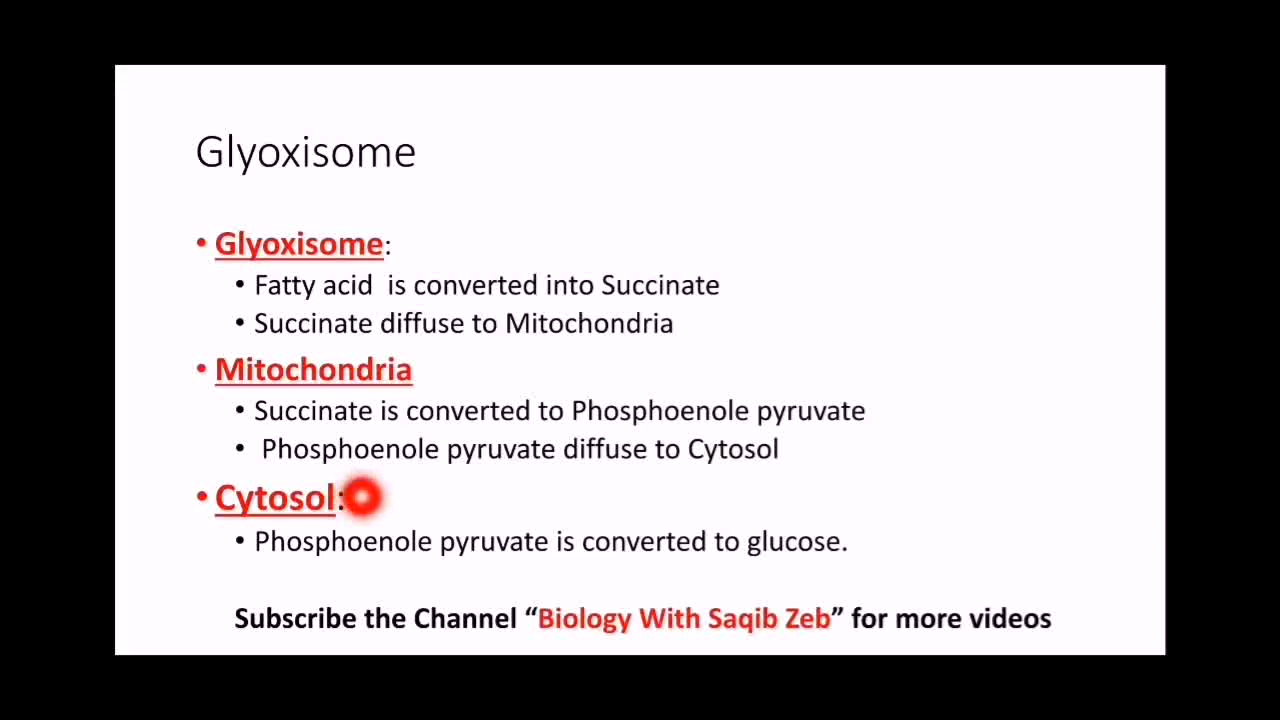 Glyoxisome
• Glyoxisome:
• Fatty acid  is converted into Succinate
• Succinate diffuse to Mitochondria
• Mitochondria
• Succinate is converted to Phosphoenole pyruvate
• Phosphoenole pyruvate diffuse to Cytosol
• Cytosol:
• Phosphoenole pyruvate is converted to glucose.
Subscribe the Channel “Biology With Saqib Zeb” for more videos